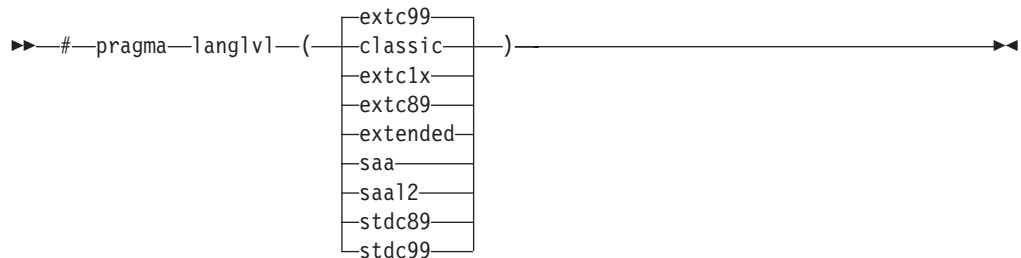 extc99
# pragma langlvl ( classic )
extc1x
extc89
extended
saa
saal2
stdc89
stdc99